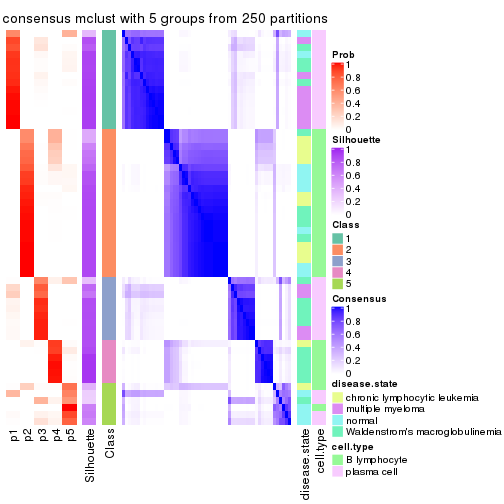 consensus mclust with 5 groups from 250 partitions
Prob
1
0.8
0.6
0.4
0.2
0
Silhouette
1
0.8
0.6
0.4
0.2
0
Class
1
2
3
4
5
Consensus
1
0.8
0.6
0.4
0.2
0
disease.state
chronic lymphocytic leukemia
multiple myeloma
normal
Waldenstrom's macroglobulinemia
cell.type
B lymphocyte
plasma cell
p1
p2
p3
p4
p5
Silhouette
Class
disease.state
cell.type